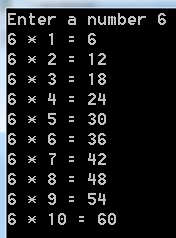 Enter a number 6
6 * 1 = 6
6 * 2 = 12
6 * 3 = 18
6 * 4 = 24
6 * 5 = 30
6 * 6 = 36
6 * 7 = 42
6 * 8 = 48
6 * 9 = 54
6 * 10 = 60